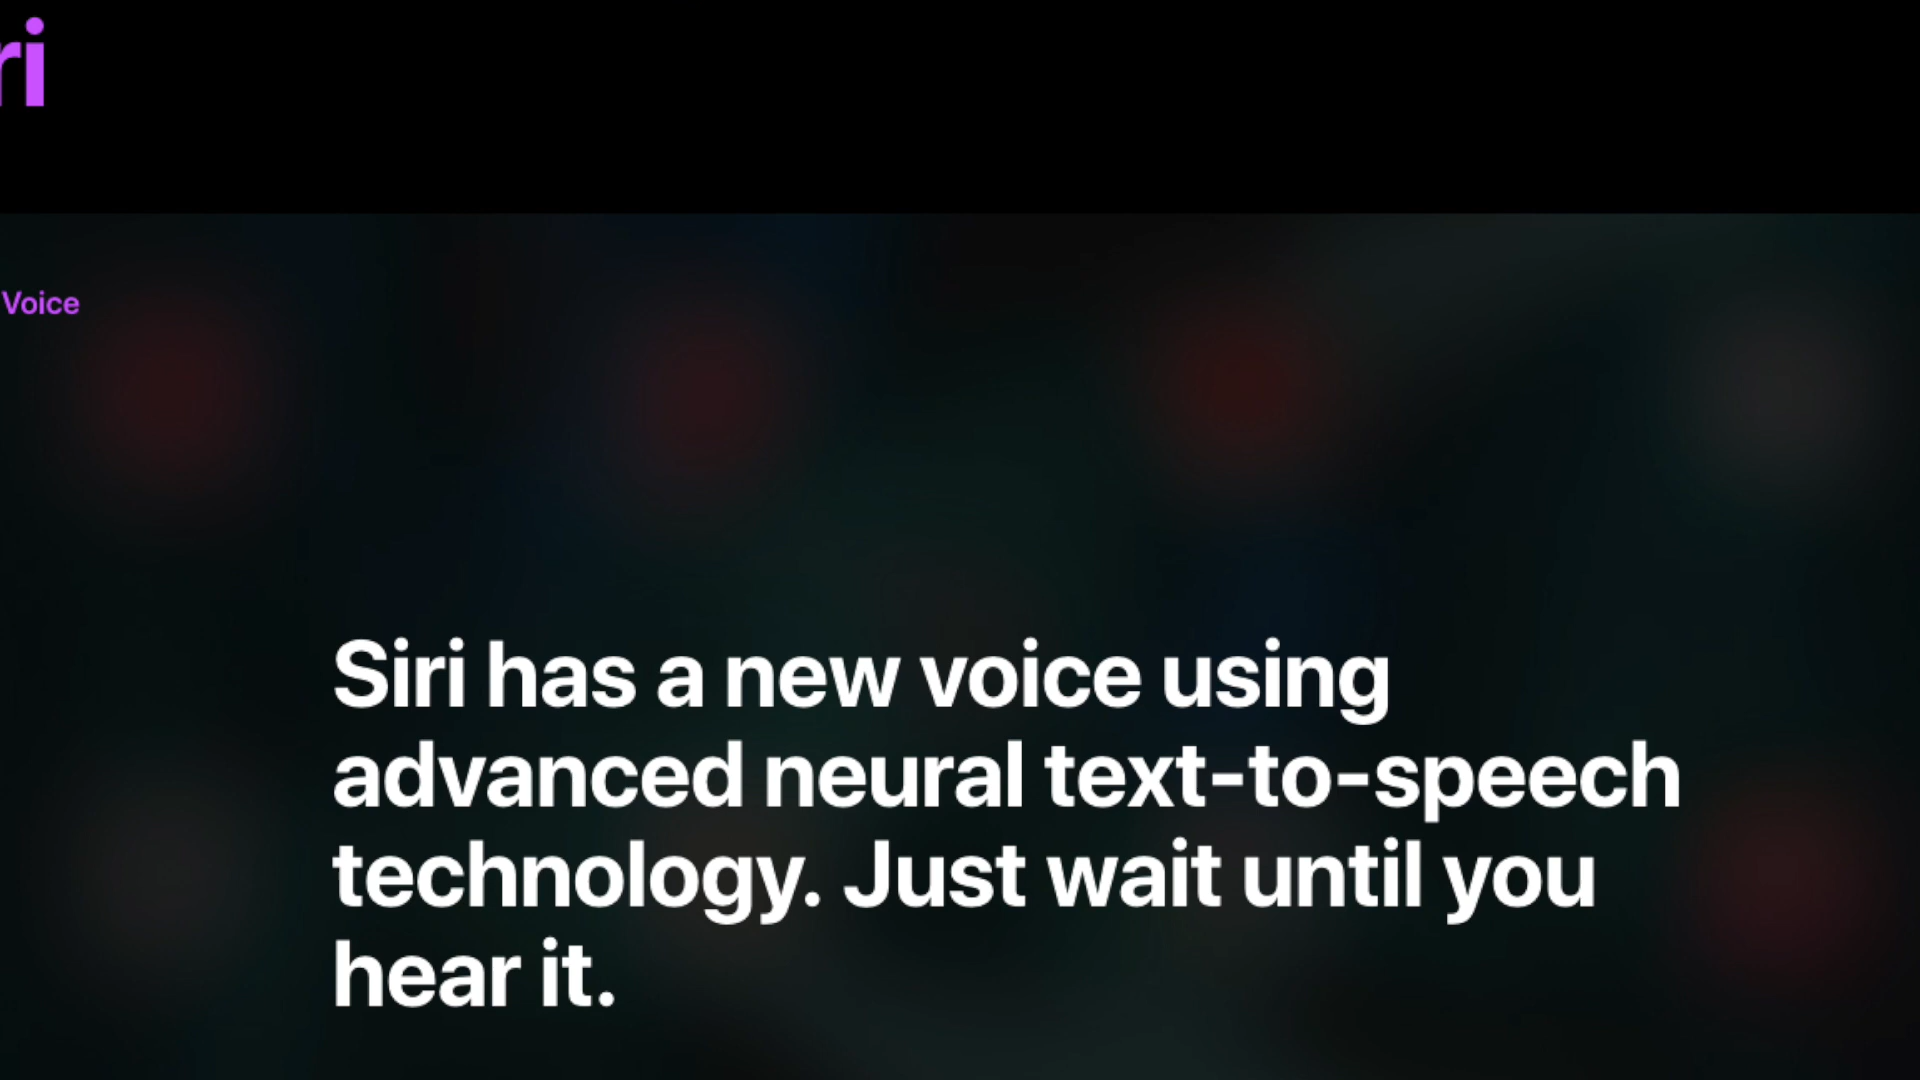 ri
Voice
Siri has a new voice using
advanced neural text-to-speech
technology. Just wait until you
hear it.